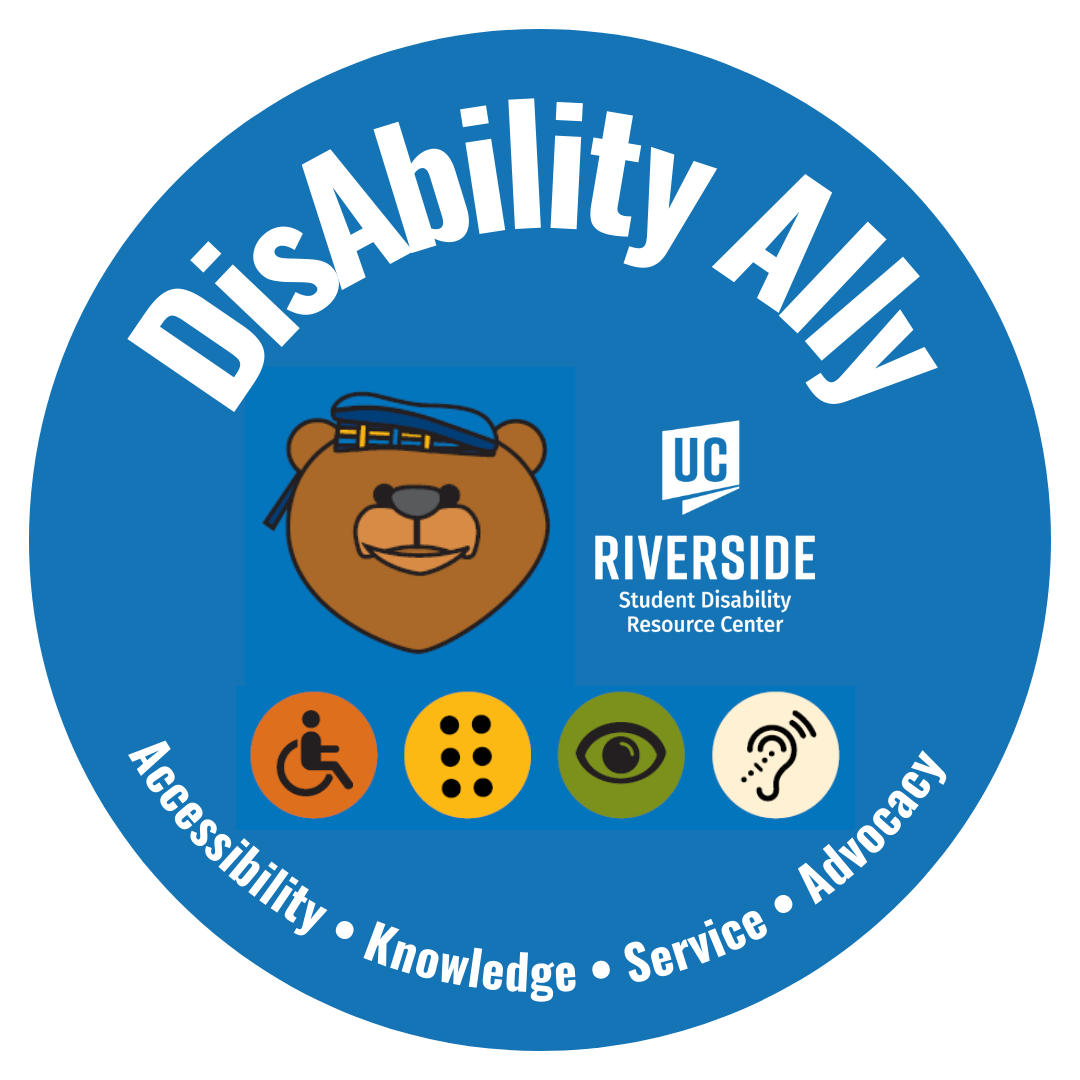 DisAbility Ally
UC
RIVERSIDE
Student Disability
Resource Center
Accessibility • Knowledge • Service • Advocacy